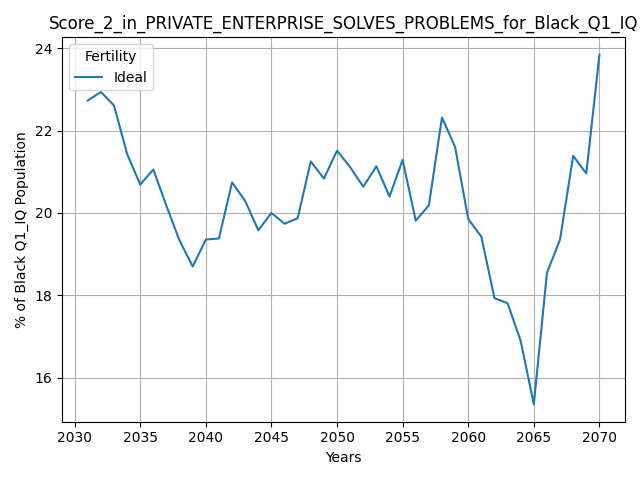 Score_2_in_PRIVATE_ENTERPRISE_SOLVES_PROBLEMS_for_Black_Q1_IQ
Fertility
Ideal
24
22
20
18
16
% of Black Q1_IQ Population
2030 2035 2040 2045 2050 2055 2060 2065 2070
Years